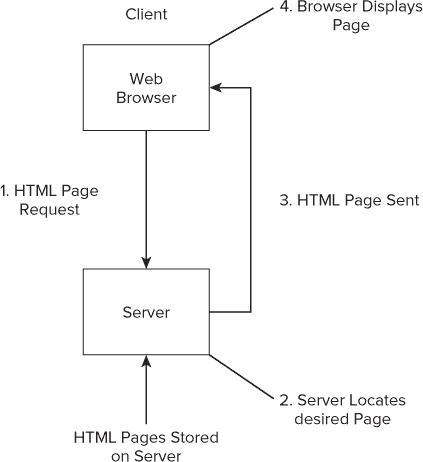 Client
4. Browser Displays
Page
Web
Browser
1. HTML Page
Request
3. HTML Page Sent
Server
2. Server Locates
desired Page
HTML Pages Stored
on Server